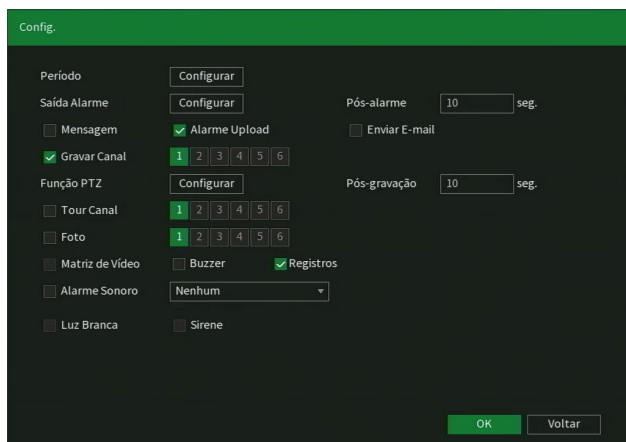 Config.
Período Configurar
Saída Alarme Configurar Pós-alarme 10 seg.
Mensagem Alarme Upload Enviar E-mail
Gravar Canal 1 2 3 4 5 6
Função PTZ Configurar Pós-gravação 10 seg.
Tour Canal 1 2 3 4 5 6
Foto 1 2 3 4 5 6
Matriz de Vídeo Buzzer Registros
Alarme Sonoro Nenhum
Luz Branca Sirene
OK Voltar